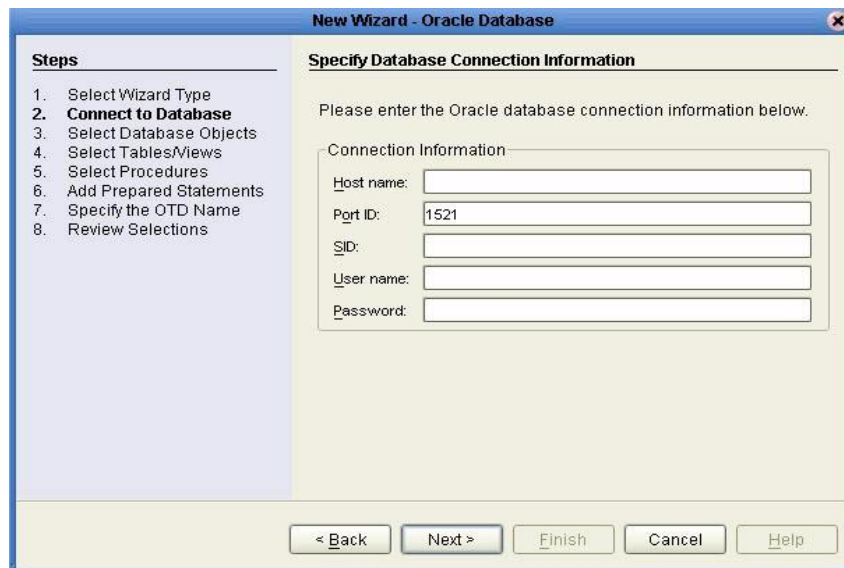 New Wizard - Oracle Database
Steps
1. Select Wizard Type
2. Connect to Database
3. Select Database Objects
4. Select Tables/Views
5. Select Procedures
6. Add Prepared Statements
7. Specify the OTD Name
8. Review Selections
Specify Database Connection Information
Please enter the Oracle database connection information below.
Connection Information
Host name:
Port ID: 1521
SID:
User name:
Password:
< Back Next > Finish Cancel Help